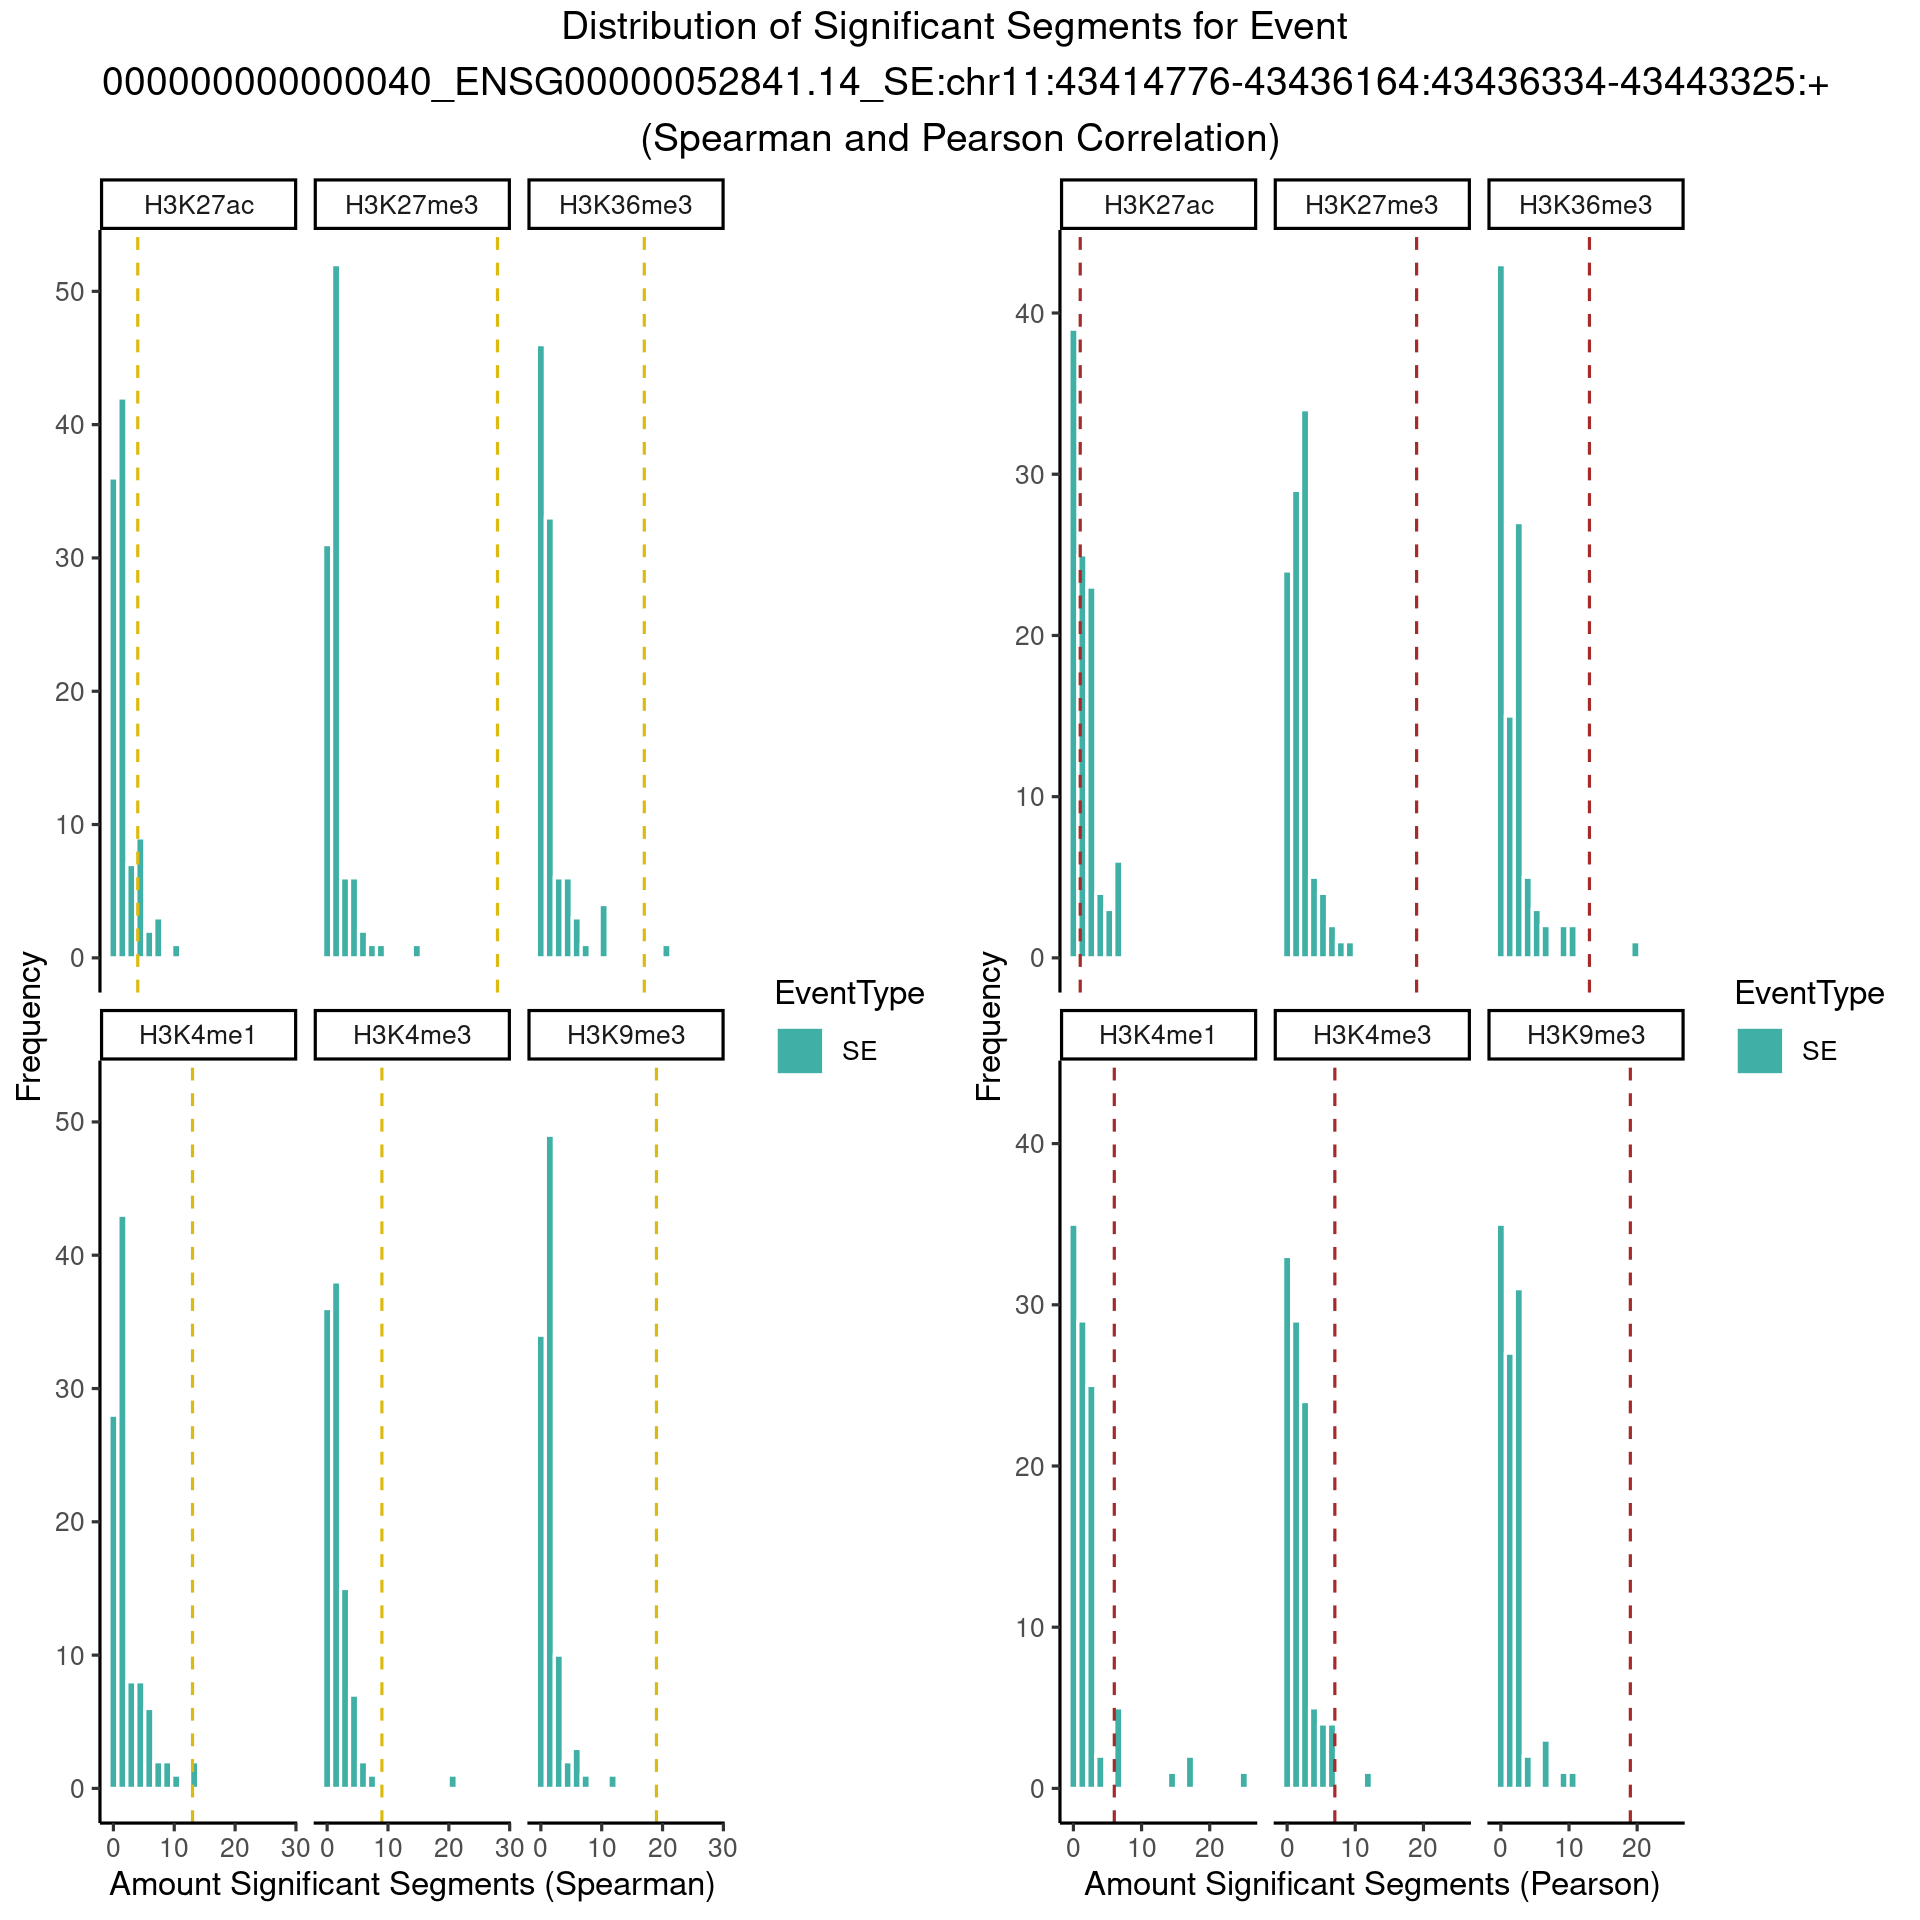 Distribution of Significant Segments for Event
000000000000040_ENSG00000052841.14_SE:chr11:43414776-43436164:43436334-43443325:+
(Spearman and Pearson Correlation)
H3K27ac H3K27me3 H3K36me3
50
40
30
20
10
0
H3K4me1 H3K4me3 H3K9me3
50
40
30
20
10
0
0 10 20 30 0 10 20 30 0 10 20 30
Frequency
Amount Significant Segments (Spearman)
EventType
SE
H3K27ac H3K27me3 H3K36me3
40
30
20
10
0
H3K4me1 H3K4me3 H3K9me3
40
30
20
10
0
0 10 20 0 10 20 0 10 20
Frequency
Amount Significant Segments (Pearson)
EventType
SE